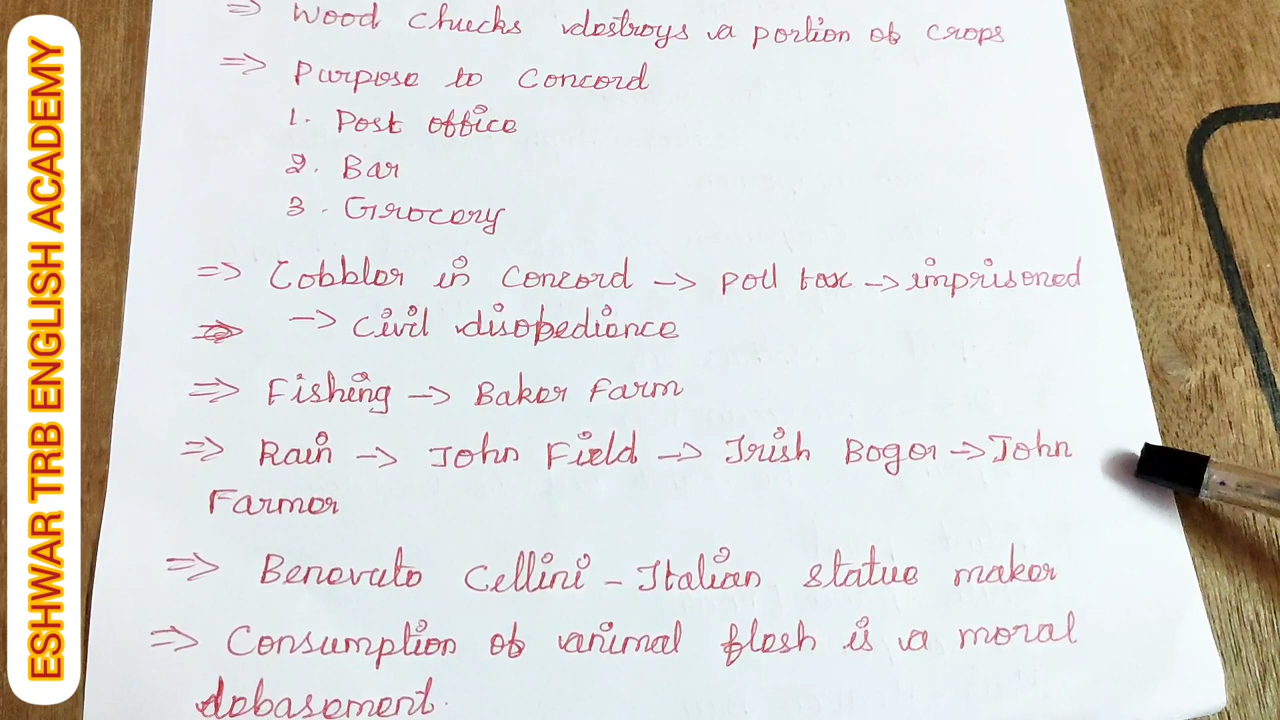 ESHWAR TRB ENGLISH ACADEMY
=> Wood chucks destroys a portion of crops
=> Purpose to Concord
1. Post office
2. Bar
3. Grocery
=> Cobbler in Concord -> poll tax -> imprisoned
=> -> Civil disobedience
=> Fishing -> Baker Farm
=> Rain -> John Field -> Irish Boger -> John
Farmer
=> Benevuto Cellini - Italian statue maker
=> Consumption of animal flesh is a moral
debasement.